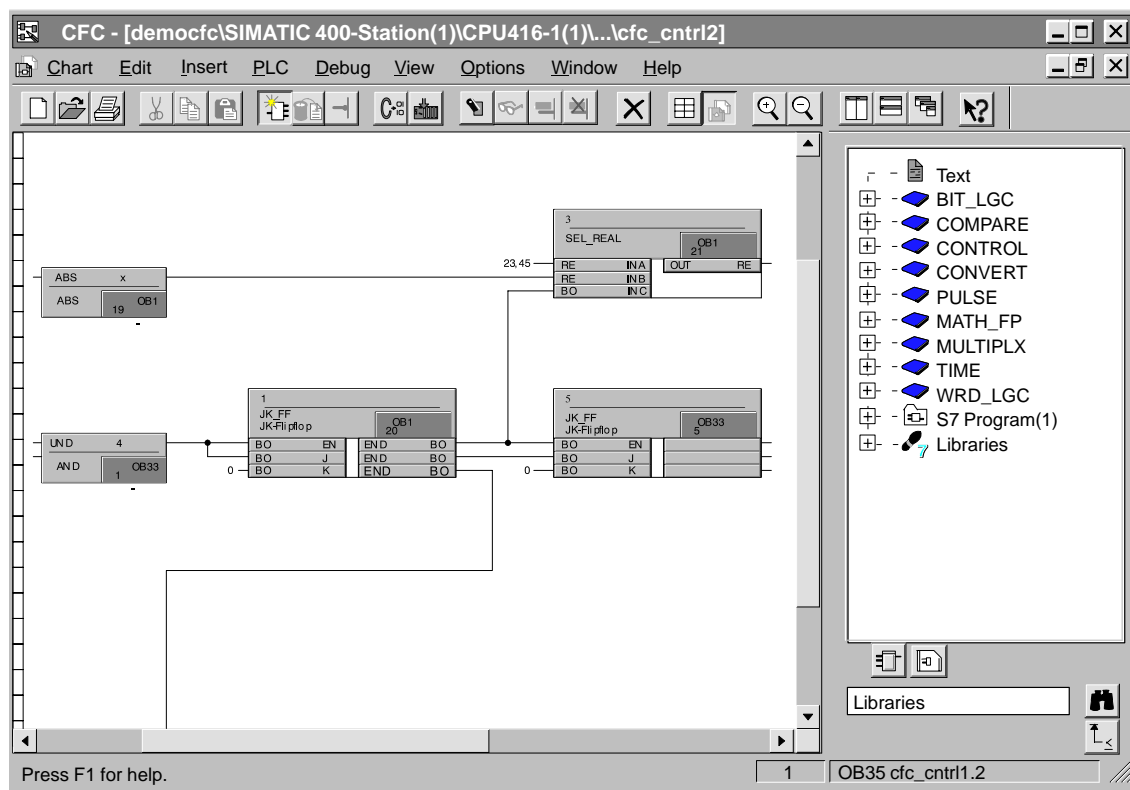 CFC - [democfc\SIMATIC 400-Station(1)\CPU416-1(1)\...\cfc_cntrl2]
Chart Edit Insert PLC Debug View Options Window Help
Text
BIT_LGC
COMPARE
CONTROL
CONVERT
PULSE
MATH_FP
MULTIPLX
TIME
WRD_LGC
S7 Program(1)
Libraries
3
SEL_REAL
OB1
21
23,45 RE INA OUT RE
RE INB
BO INC
ABS x
ABS OB1
19
1
JK_FF
JK-Flipflop
OB1
20
BO EN END BO
BO J END BO
0 BO K END BO
5
JK_FF
JK-Flipflop
OB33
5
BO EN
BO J
0 BO K
UND 4
AND OB33
1
Libraries
Press F1 for help. 1 OB35 cfc_cntrl1.2